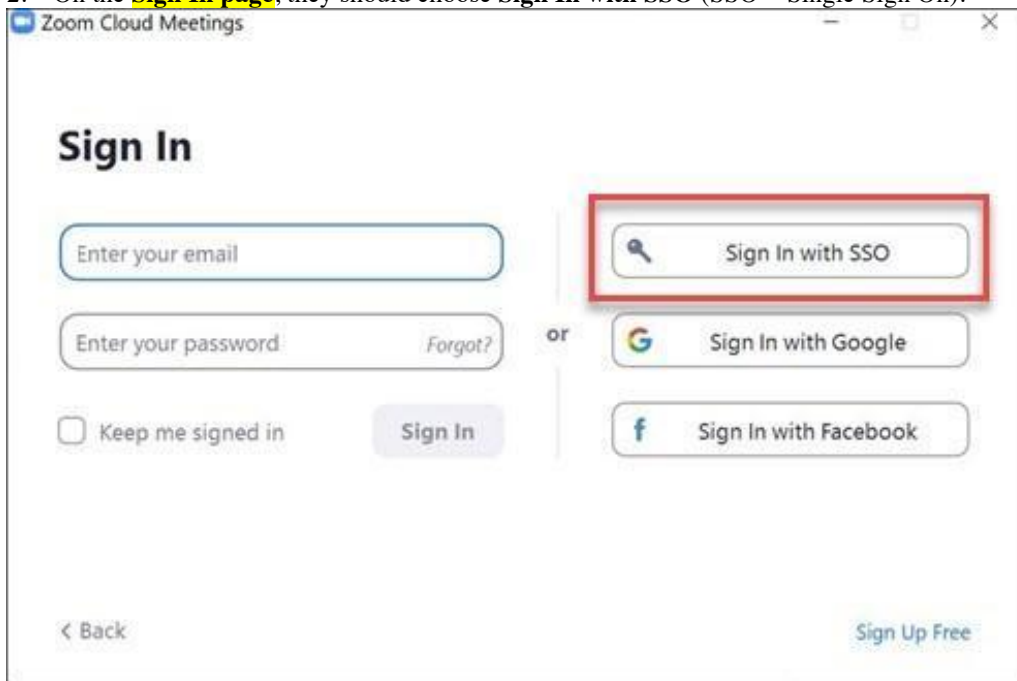 2. On the Sign In page, they should choose Sign In with SSO (SSO = Single Sign On).
Zoom Cloud Meetings
Sign In
Enter your email
Enter your password Forgot?
Keep me signed in Sign In
or
Sign In with SSO
Sign In with Google
Sign In with Facebook
< Back
Sign Up Free